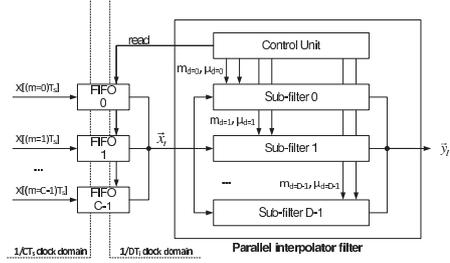 read
Control Unit
m_{d=0}, μ_{d=0}
X[(m=0)T_s]
FIFO
0
Sub-filter 0
m_{d=1}, μ_{d=1}
X[(m=1)T_s]
FIFO
1
x⃗_l
Sub-filter 1
y⃗_l
...
...
m_{d=D-1}, μ_{d=D-1}
X[(m=C-1)T_s]
FIFO
C-1
Sub-filter D-1
1/CT_s clock domain
1/DT_i clock domain
Parallel interpolator filter